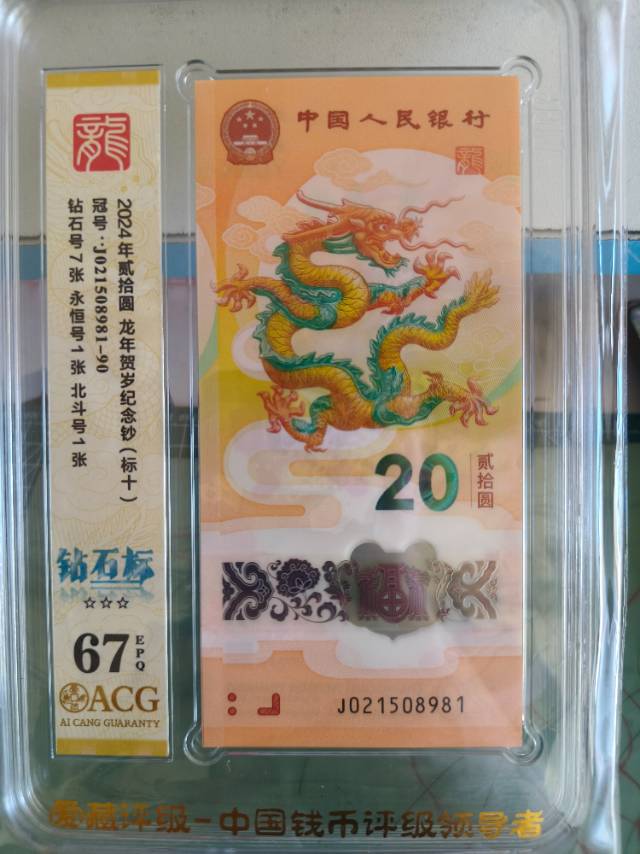 龍
2024年贰拾圆 龙年贺岁纪念钞（标十）
冠号：J021508981-90
钻石号7张 永恒号1张 北斗号1张
钻石标
☆☆☆
67 EPQ
ACG
AI CANG GUARANTY
中国人民银行
龍
20
贰拾圆
福
J021508981
爱藏评级-中国钱币评级领导者